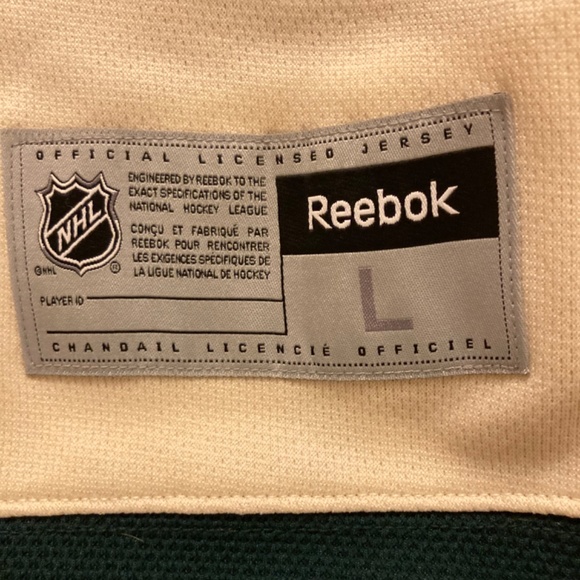 OFFICIAL LICENSED JERSEY
NHL
©NHL
ENGINEERED BY REEBOK TO THE
EXACT SPECIFICATIONS OF THE
NATIONAL HOCKEY LEAGUE
CONÇU ET FABRIQUÉ PAR
REEBOK POUR RENCONTRER
LES EXIGENCES SPÉCIFIQUES DE
LA LIGUE NATIONAL DE HOCKEY
PLAYER ID
Reebok
L
CHANDAIL LICENCIÉ OFFICIEL